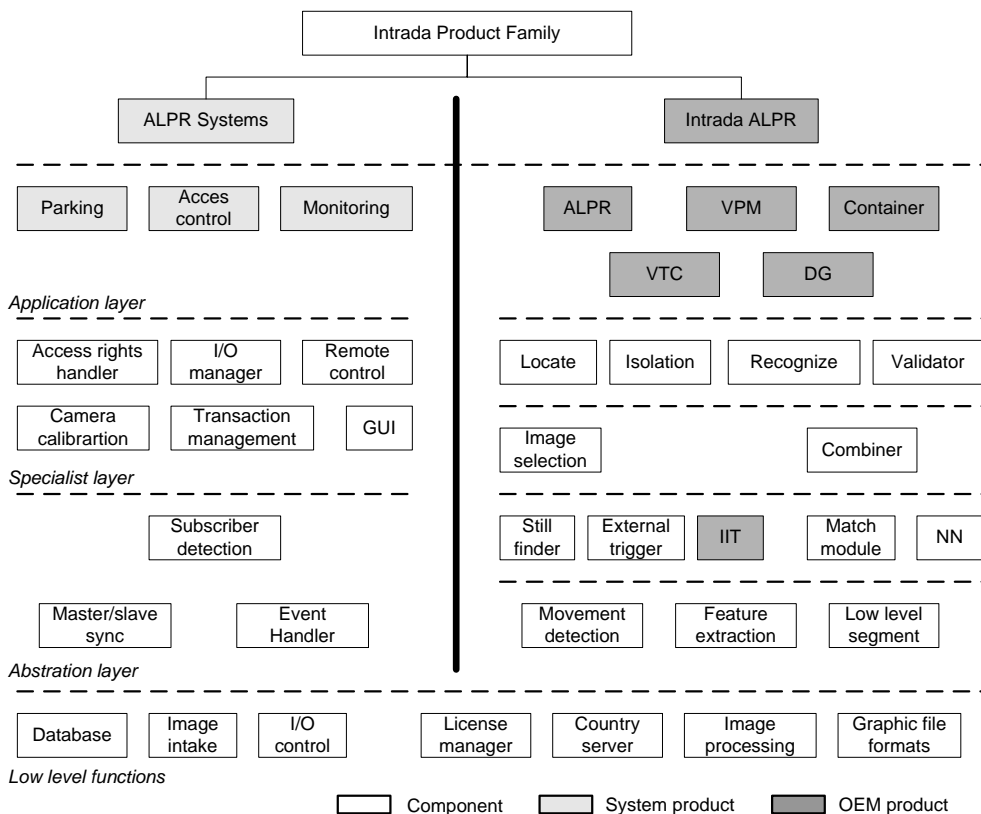 Intrada Product Family
ALPR Systems
Intrada ALPR
Parking
Acces
control
Monitoring
ALPR
VPM
Container
VTC
DG
Application layer
Access rights
handler
I/O
manager
Remote
control
Locate
Isolation
Recognize
Validator
Camera
calibrartion
Transaction
management
GUI
Image
selection
Combiner
Specialist layer
Subscriber
detection
Still
finder
External
trigger
IIT
Match
module
NN
Master/slave
sync
Event
Handler
Movement
detection
Feature
extraction
Low level
segment
Abstration layer
Database
Image
intake
I/O
control
License
manager
Country
server
Image
processing
Graphic file
formats
Low level functions
Component
System product
OEM product